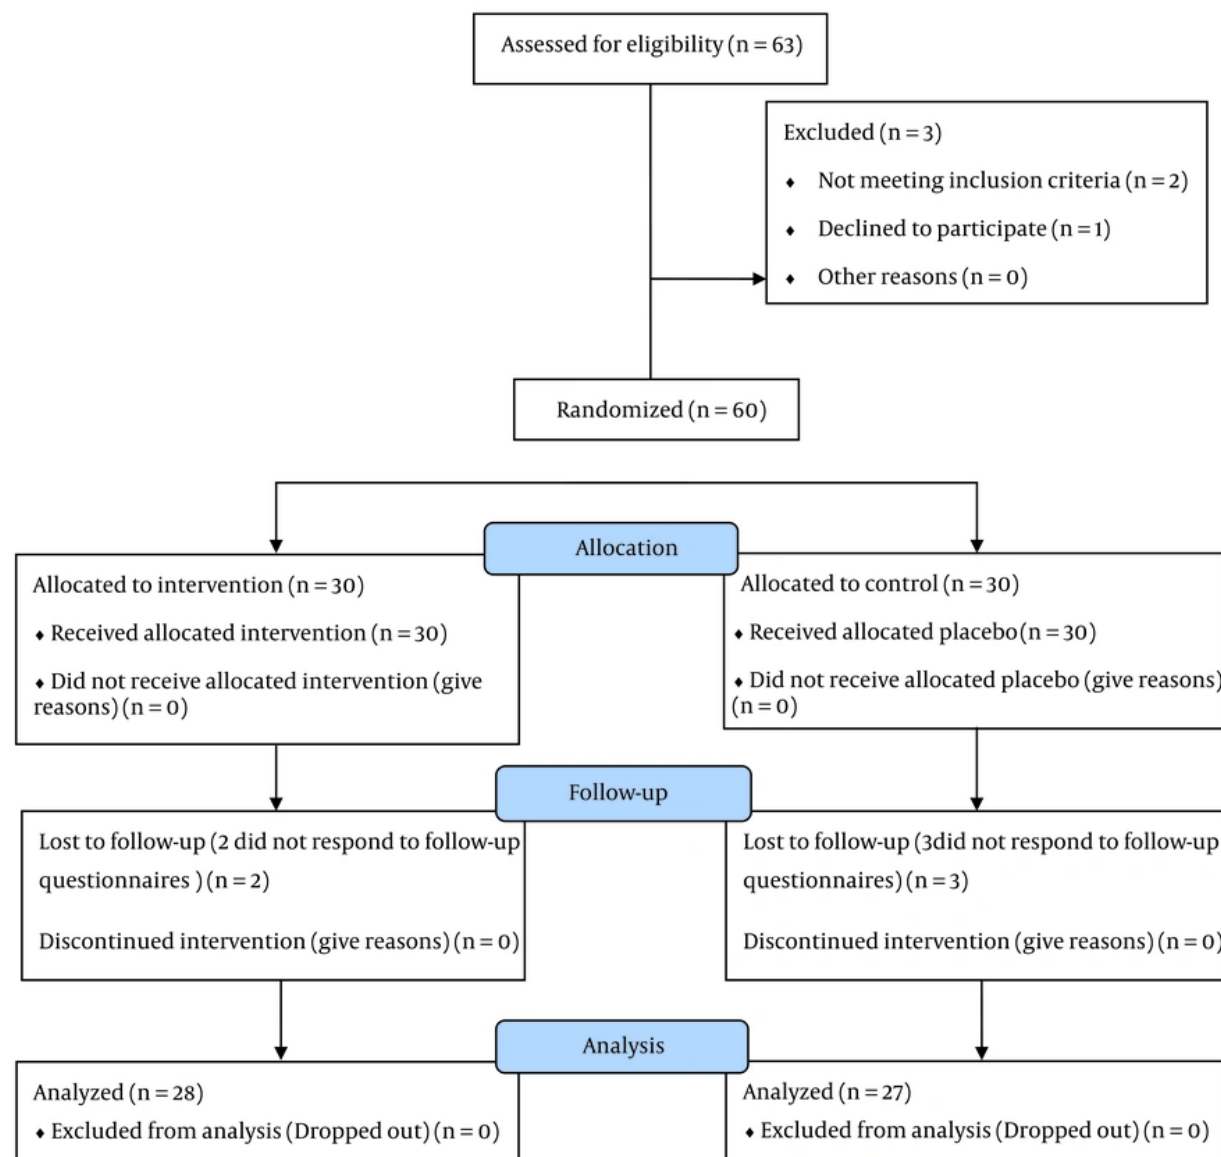 Assessed for eligibility (n = 63)
Excluded (n = 3)
♦ Not meeting inclusion criteria (n = 2)
♦ Declined to participate (n = 1)
♦ Other reasons (n = 0)
Randomized (n = 60)
Allocation
Allocated to intervention (n = 30)
♦ Received allocated intervention (n = 30)
♦ Did not receive allocated intervention (give
reasons) (n = 0)
Allocated to control (n = 30)
♦ Received allocated placebo(n = 30)
♦ Did not receive allocated placebo (give reasons)
(n = 0)
Follow-up
Lost to follow-up (2 did not respond to follow-up
questionnaires ) (n = 2)
Discontinued intervention (give reasons) (n = 0)
Lost to follow-up (3did not respond to follow-up
questionnaires) (n = 3)
Discontinued intervention (give reasons) (n = 0)
Analysis
Analyzed (n = 28)
♦ Excluded from analysis (Dropped out) (n = 0)
Analyzed (n = 27)
♦ Excluded from analysis (Dropped out) (n = 0)